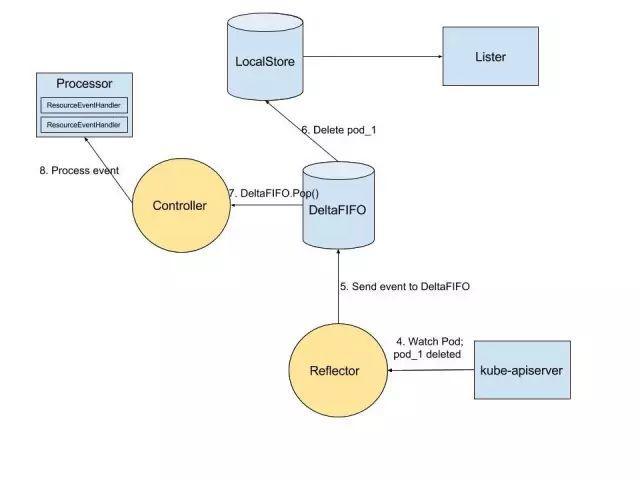 LocalStore
Lister
Processor
ResourceEventHandler
ResourceEventHandler
6. Delete pod_1
8. Process event
7. DeltaFIFO.Pop()
Controller
DeltaFIFO
5. Send event to DeltaFIFO
4. Watch Pod;
pod_1 deleted
Reflector
kube-apiserver